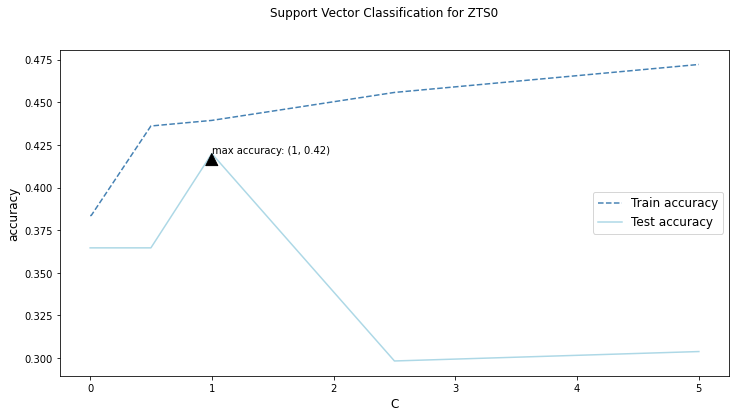 Support Vector Classification for ZTS0
0.475
0.450
0.425
0.400
0.375
0.350
0.325
0.300
accuracy
max accuracy: (1, 0.42)
Train accuracy
Test accuracy
0 1 2 3 4 5
C